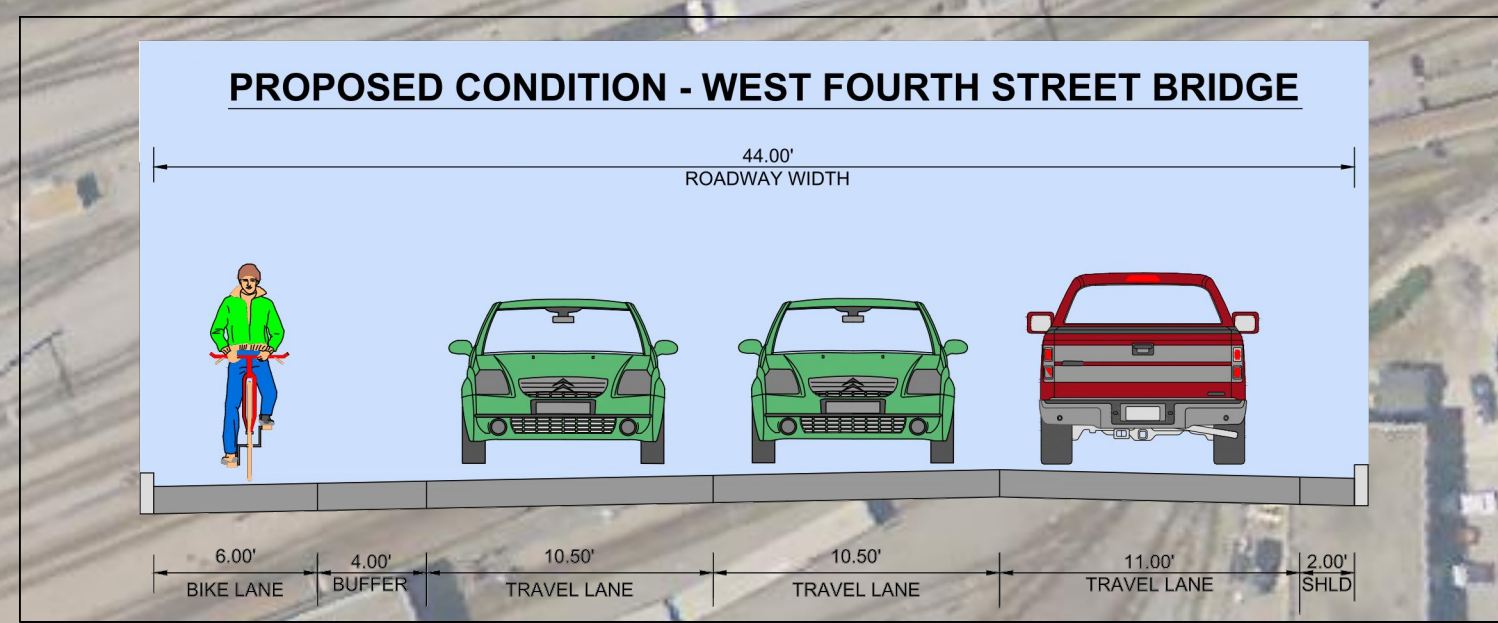 PROPOSED CONDITION - WEST FOURTH STREET BRIDGE
44.00'
ROADWAY WIDTH
6.00'
BIKE LANE
4.00'
BUFFER
10.50'
TRAVEL LANE
10.50'
TRAVEL LANE
11.00'
TRAVEL LANE
2.00'
SHLD